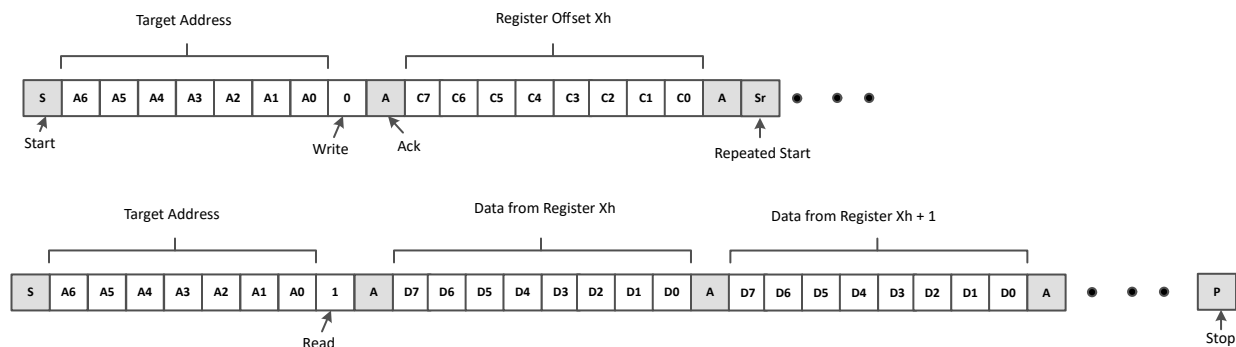 Target Address Register Offset Xh
S A6 A5 A4 A3 A2 A1 A0 0 A C7 C6 C5 C4 C3 C2 C1 C0 A Sr
Start Write Ack Repeated Start
Target Address Data from Register Xh Data from Register Xh + 1
S A6 A5 A4 A3 A2 A1 A0 1 A D7 D6 D5 D4 D3 D2 D1 D0 A D7 D6 D5 D4 D3 D2 D1 D0 A P
Read Stop